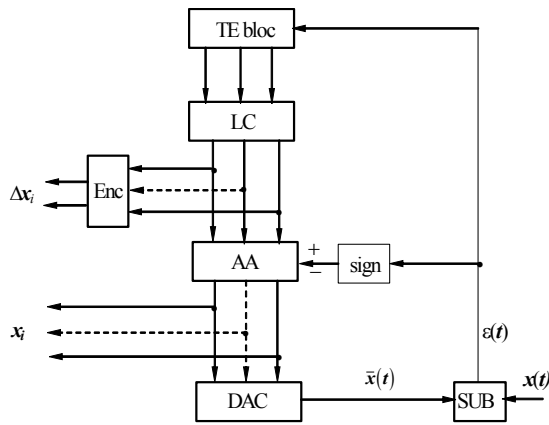 TE bloc
LC
Enc
Δxᵢ
AA
+
−
sign
xᵢ
ε(t)
x̄(t)
x(t)
DAC
SUB